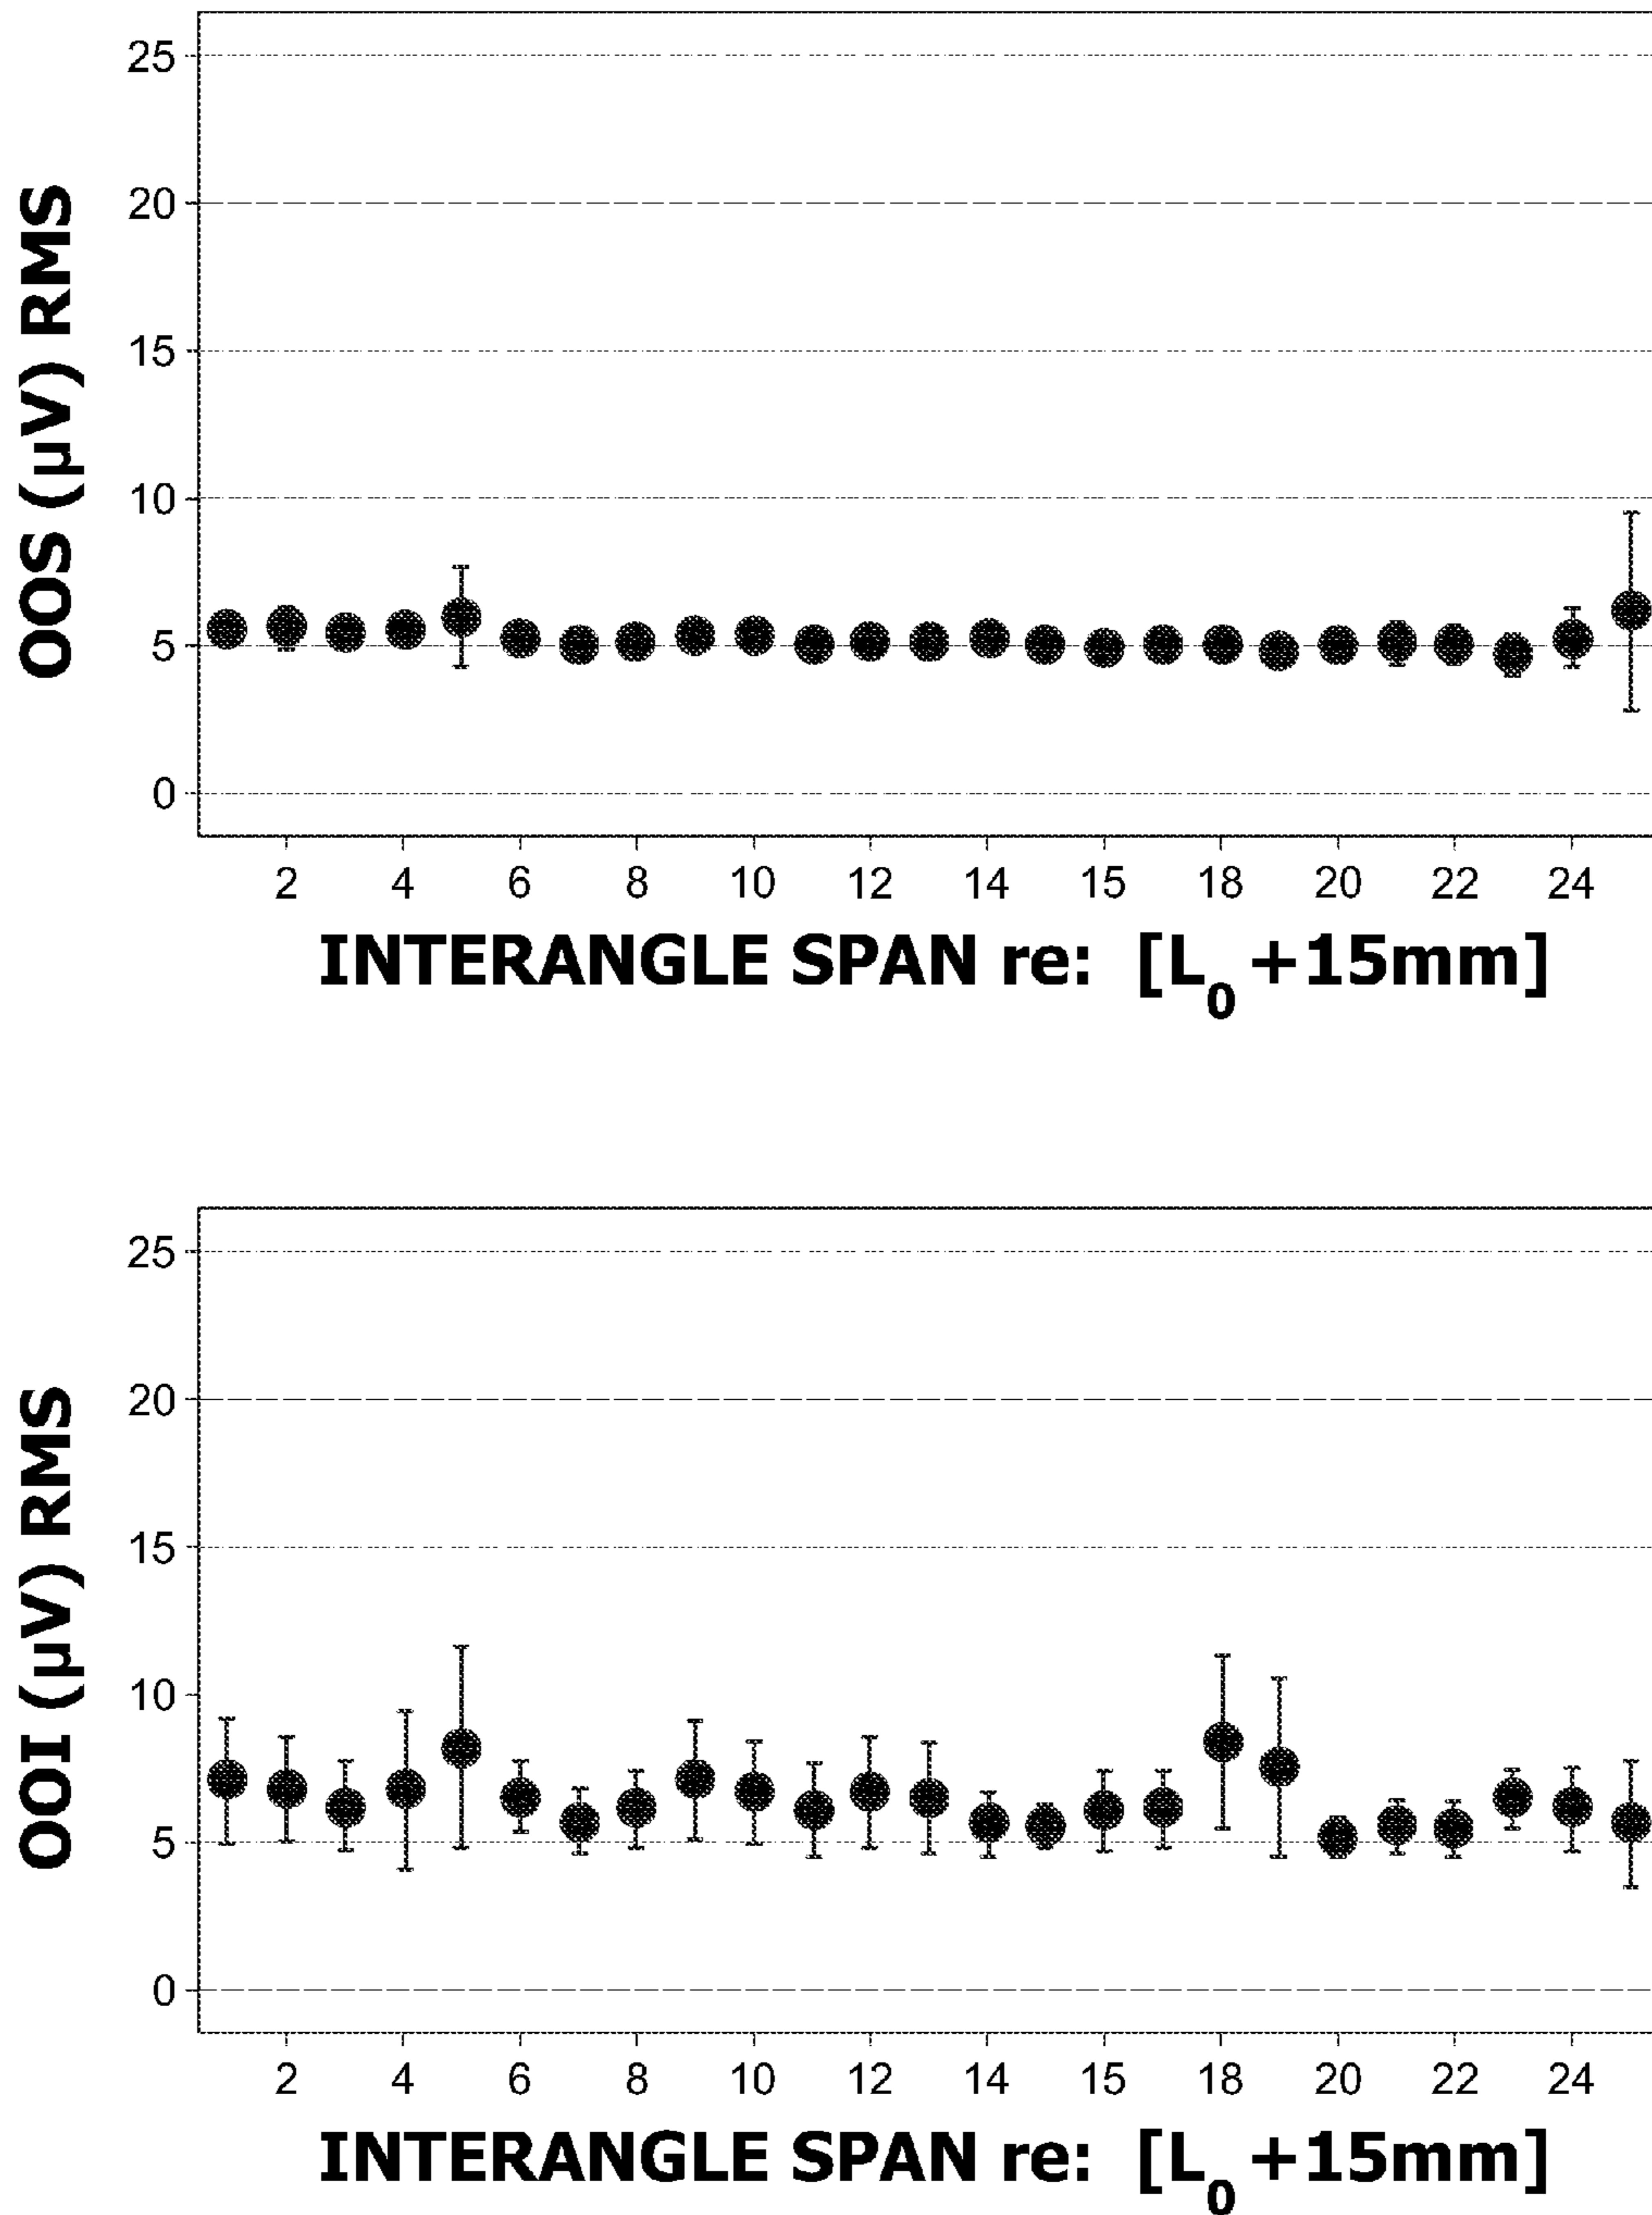 OOS (µV) RMS
25
20
15
10
5
0
2 4 6 8 10 12 14 15 18 20 22 24
INTERANGLE SPAN re: [L0 +15mm]
OOI (µV) RMS
25
20
15
10
5
0
2 4 6 8 10 12 14 15 18 20 22 24
INTERANGLE SPAN re: [L0 +15mm]